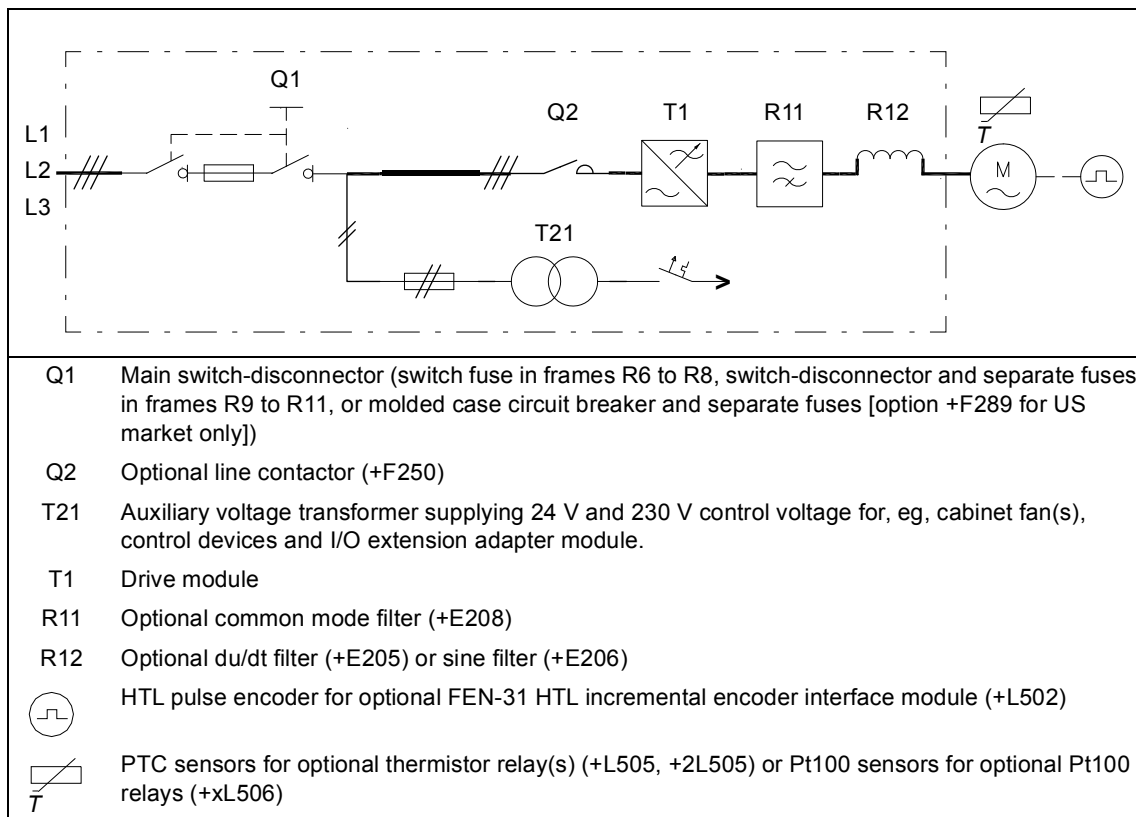 Q1
Q2
T1
R11
R12
T
L1
L2
L3
M
T21
Q1 Main switch-disconnector (switch fuse in frames R6 to R8, switch-disconnector and separate fuses
in frames R9 to R11, or molded case circuit breaker and separate fuses [option +F289 for US
market only])
Q2 Optional line contactor (+F250)
T21 Auxiliary voltage transformer supplying 24 V and 230 V control voltage for, eg, cabinet fan(s),
control devices and I/O extension adapter module.
T1 Drive module
R11 Optional common mode filter (+E208)
R12 Optional du/dt filter (+E205) or sine filter (+E206)
HTL pulse encoder for optional FEN-31 HTL incremental encoder interface module (+L502)
PTC sensors for optional thermistor relay(s) (+L505, +2L505) or Pt100 sensors for optional Pt100
relays (+xL506)
T